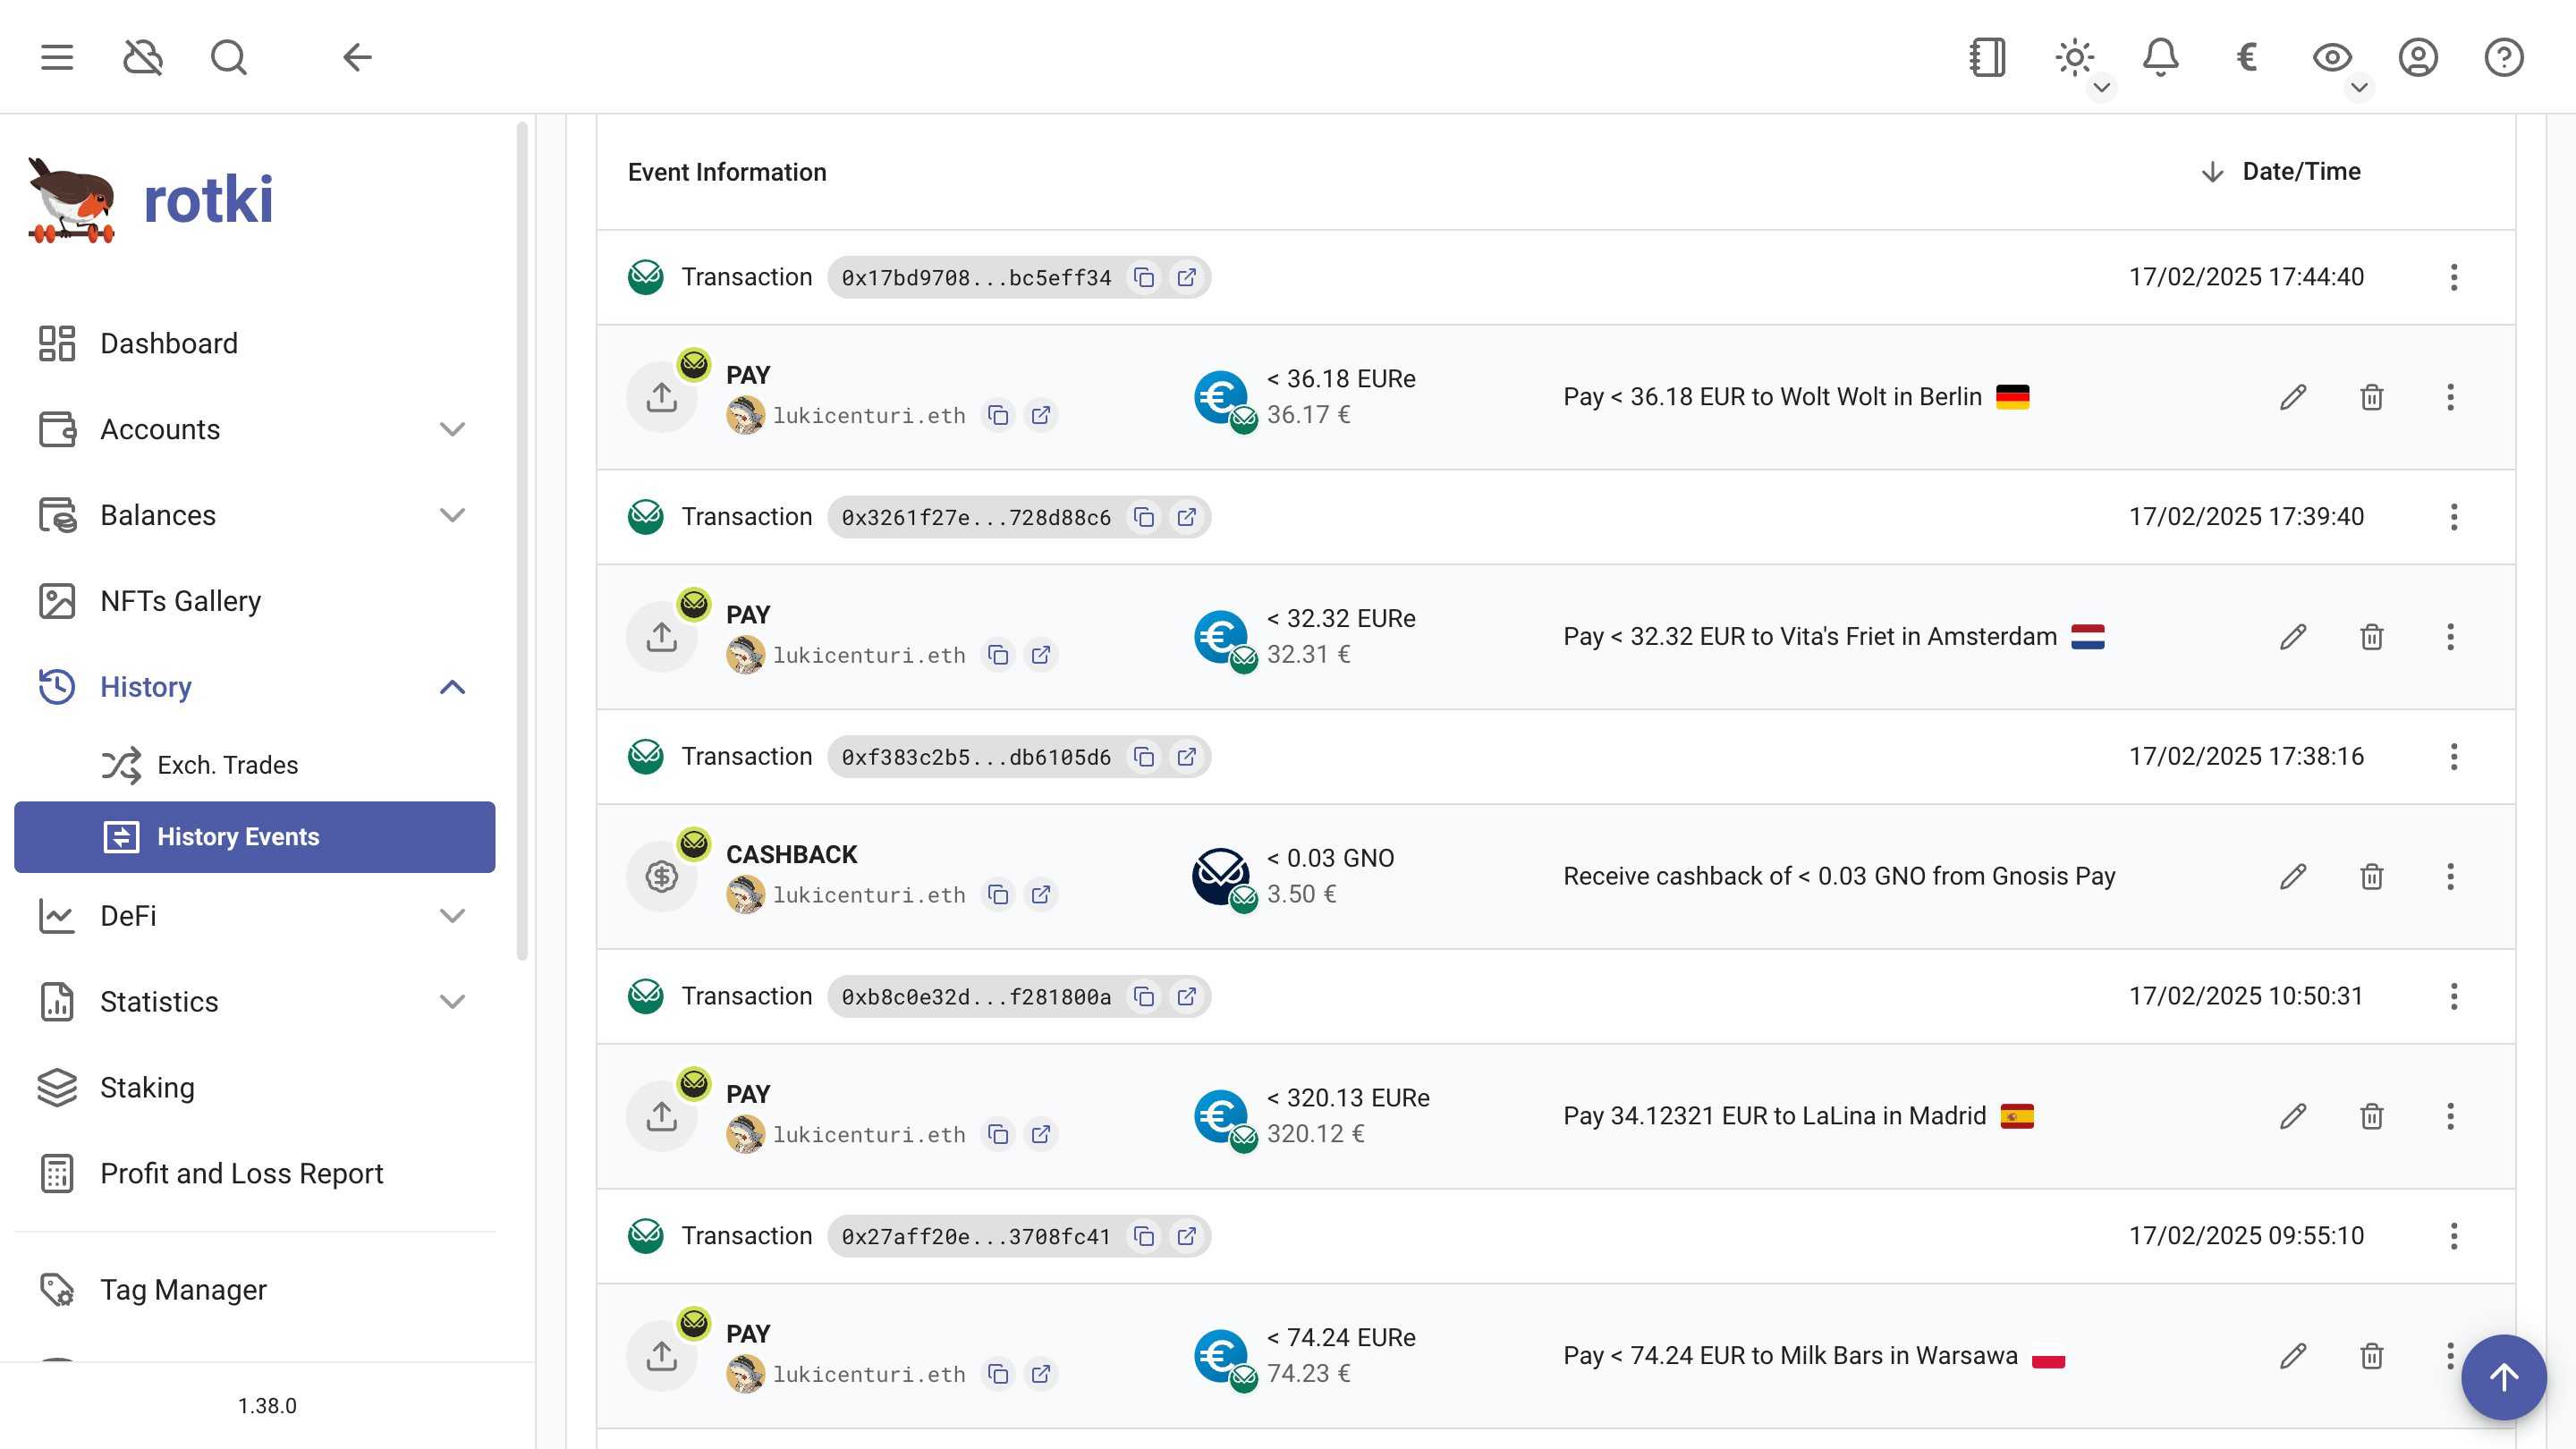 rotki
Dashboard
Accounts
Balances
NFTs Gallery
History
Exch. Trades
History Events
DeFi
Statistics
Staking
Profit and Loss Report
Tag Manager
1.38.0
Event Information
Date/Time
Transaction 0x17bd9708...bc5eff34 17/02/2025 17:44:40
PAY
lukicenturi.eth
< 36.18 EURe
36.17 €
Pay < 36.18 EUR to Wolt Wolt in Berlin
Transaction 0x3261f27e...728d88c6 17/02/2025 17:39:40
PAY
lukicenturi.eth
< 32.32 EURe
32.31 €
Pay < 32.32 EUR to Vita's Friet in Amsterdam
Transaction 0xf383c2b5...db6105d6 17/02/2025 17:38:16
CASHBACK
lukicenturi.eth
< 0.03 GNO
3.50 €
Receive cashback of < 0.03 GNO from Gnosis Pay
Transaction 0xb8c0e32d...f281800a 17/02/2025 10:50:31
PAY
lukicenturi.eth
< 320.13 EURe
320.12 €
Pay 34.12321 EUR to LaLina in Madrid
Transaction 0x27aff20e...3708fc41 17/02/2025 09:55:10
PAY
lukicenturi.eth
< 74.24 EURe
74.23 €
Pay < 74.24 EUR to Milk Bars in Warsawa